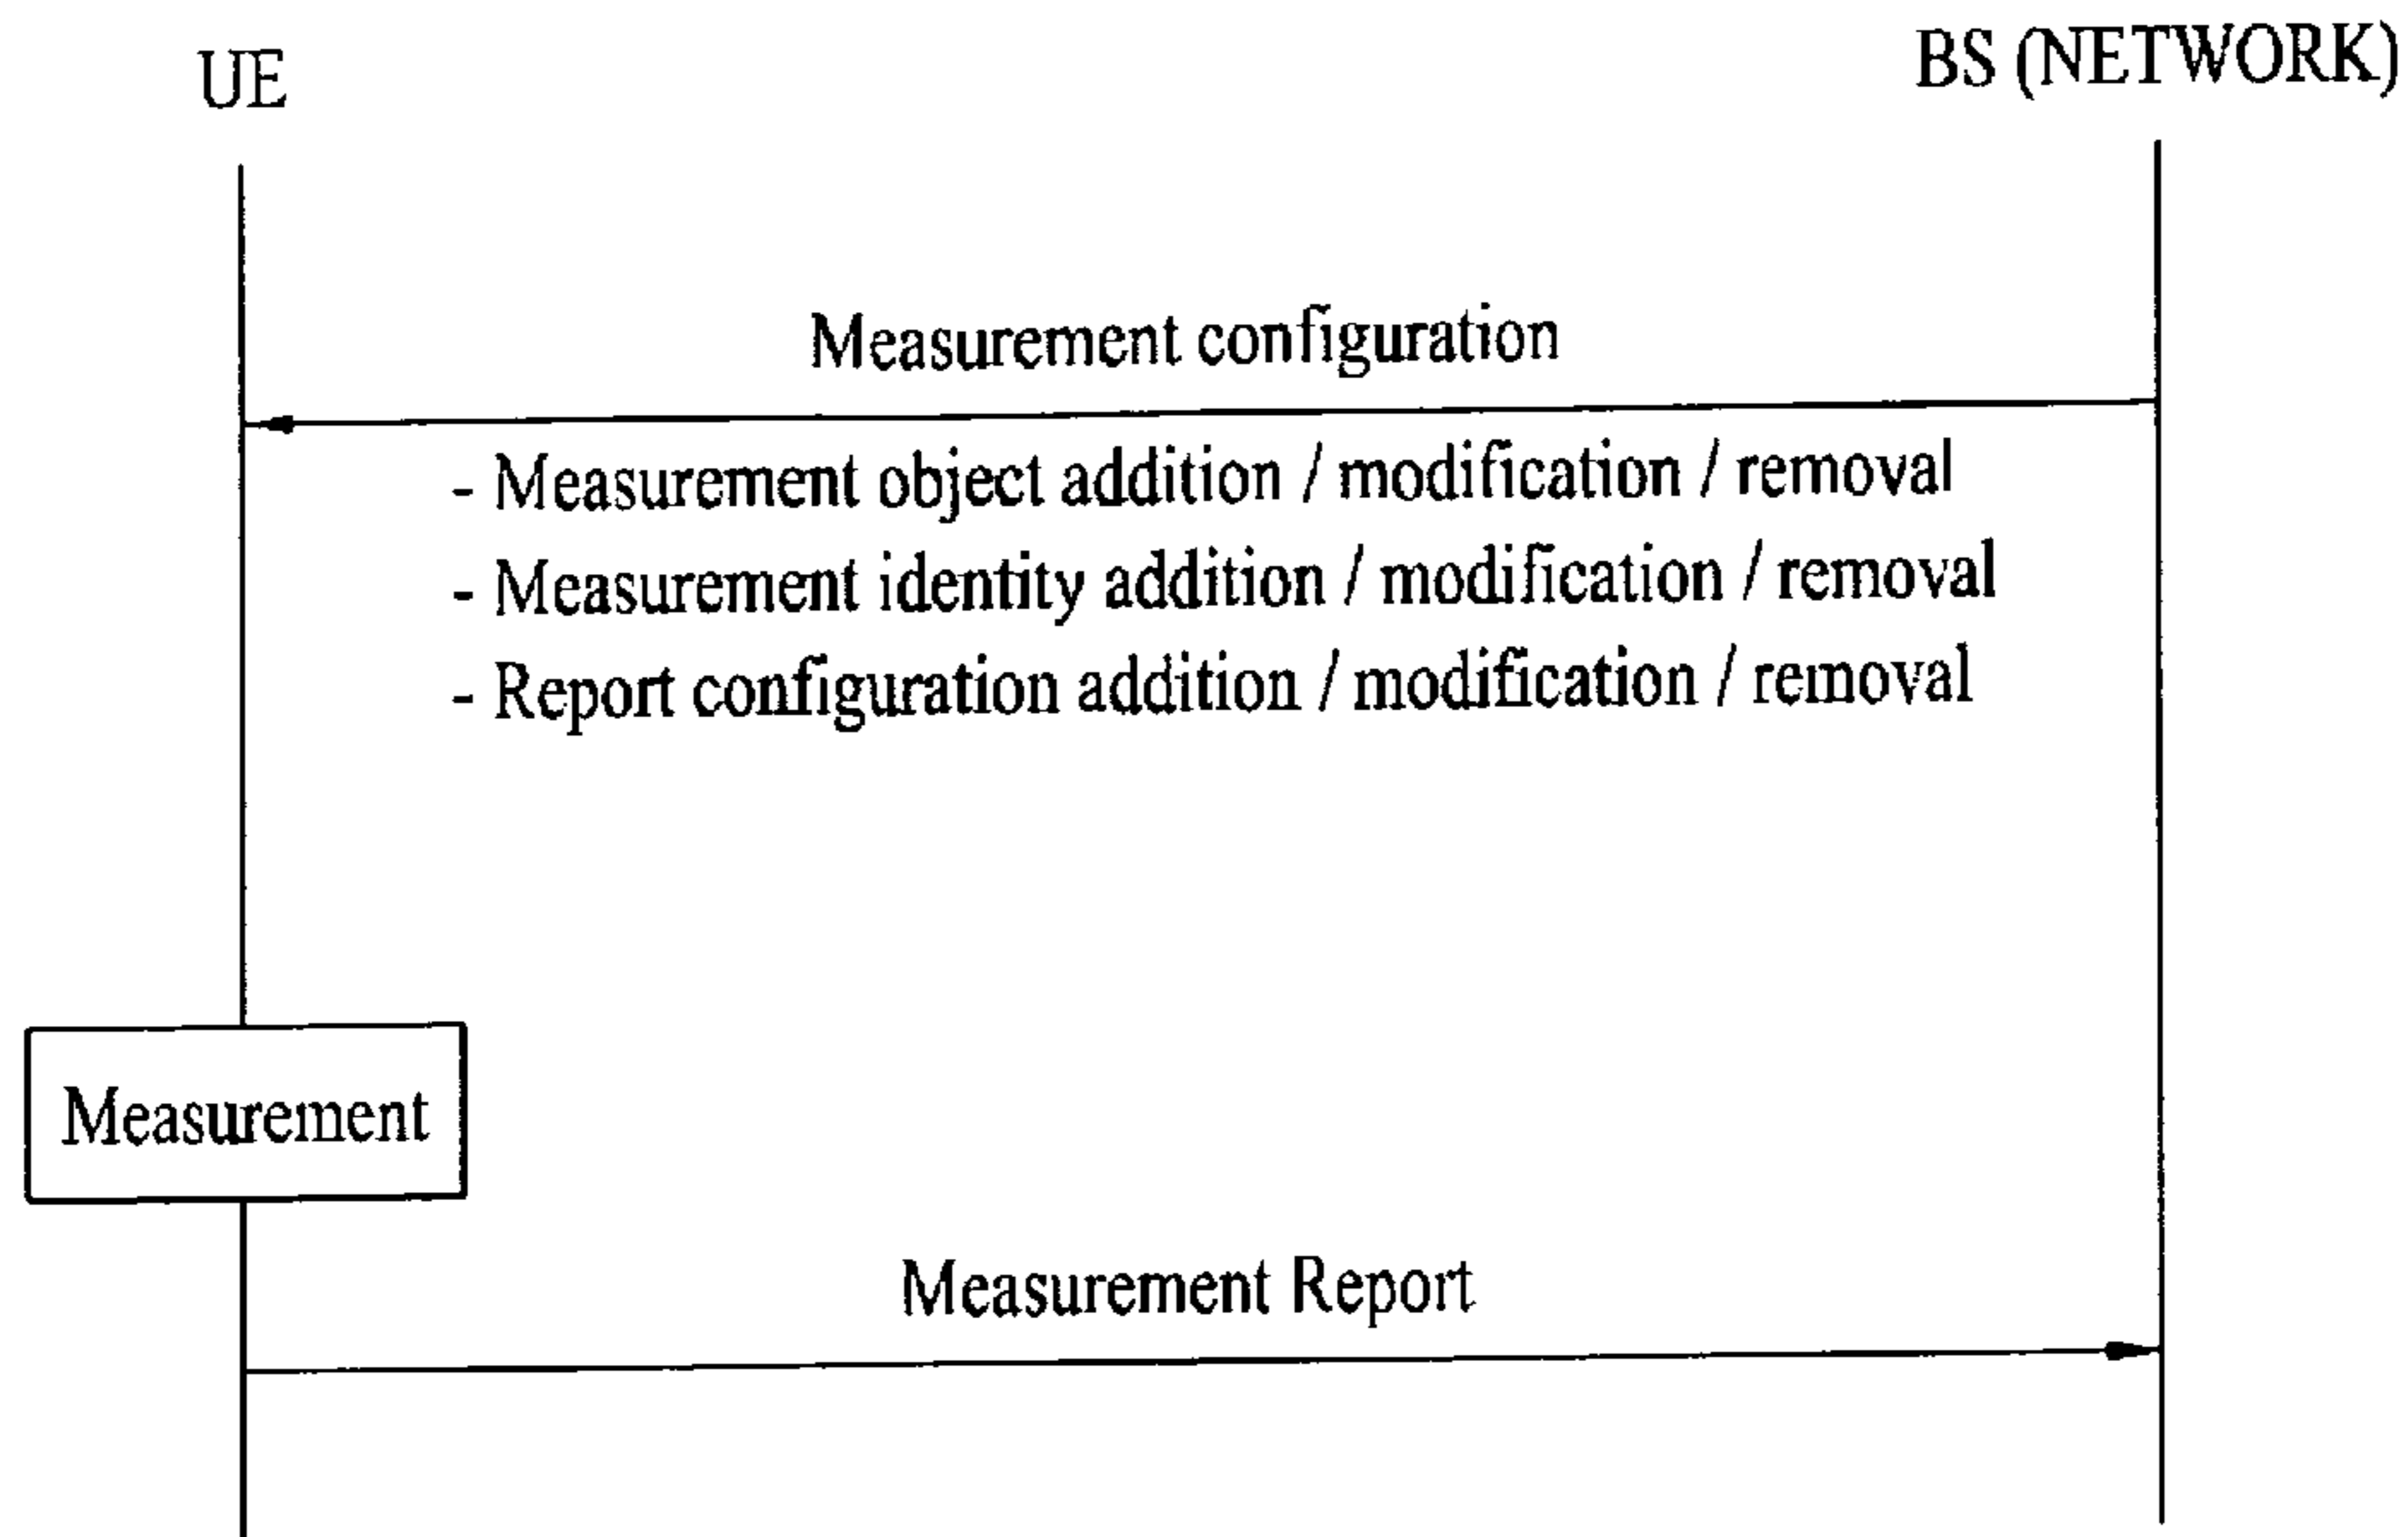 UE
BS (NETWORK)
Measurement configuration
- Measurement object addition / modification / removal
- Measurement identity addition / modification / removal
- Report configuration addition / modification / removal
Measurement
Measurement Report